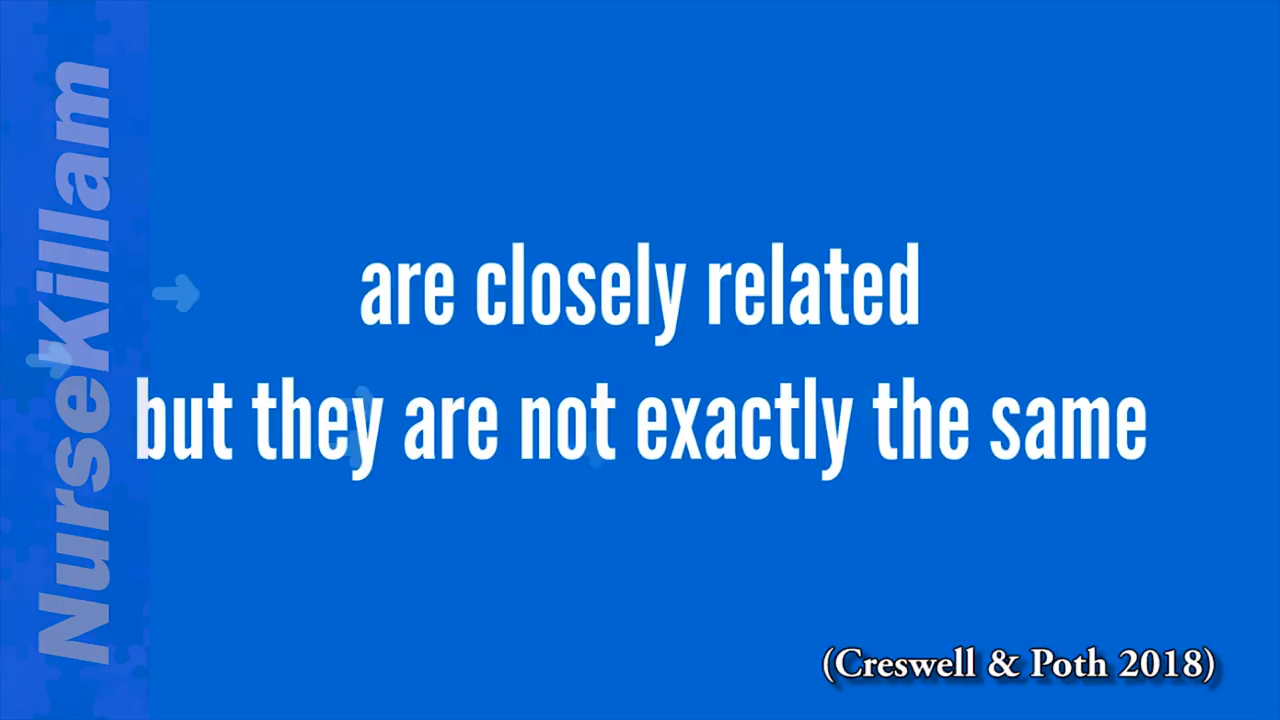 NurseKillam
are closely related
but they are not exactly the same
(Creswell & Poth 2018)